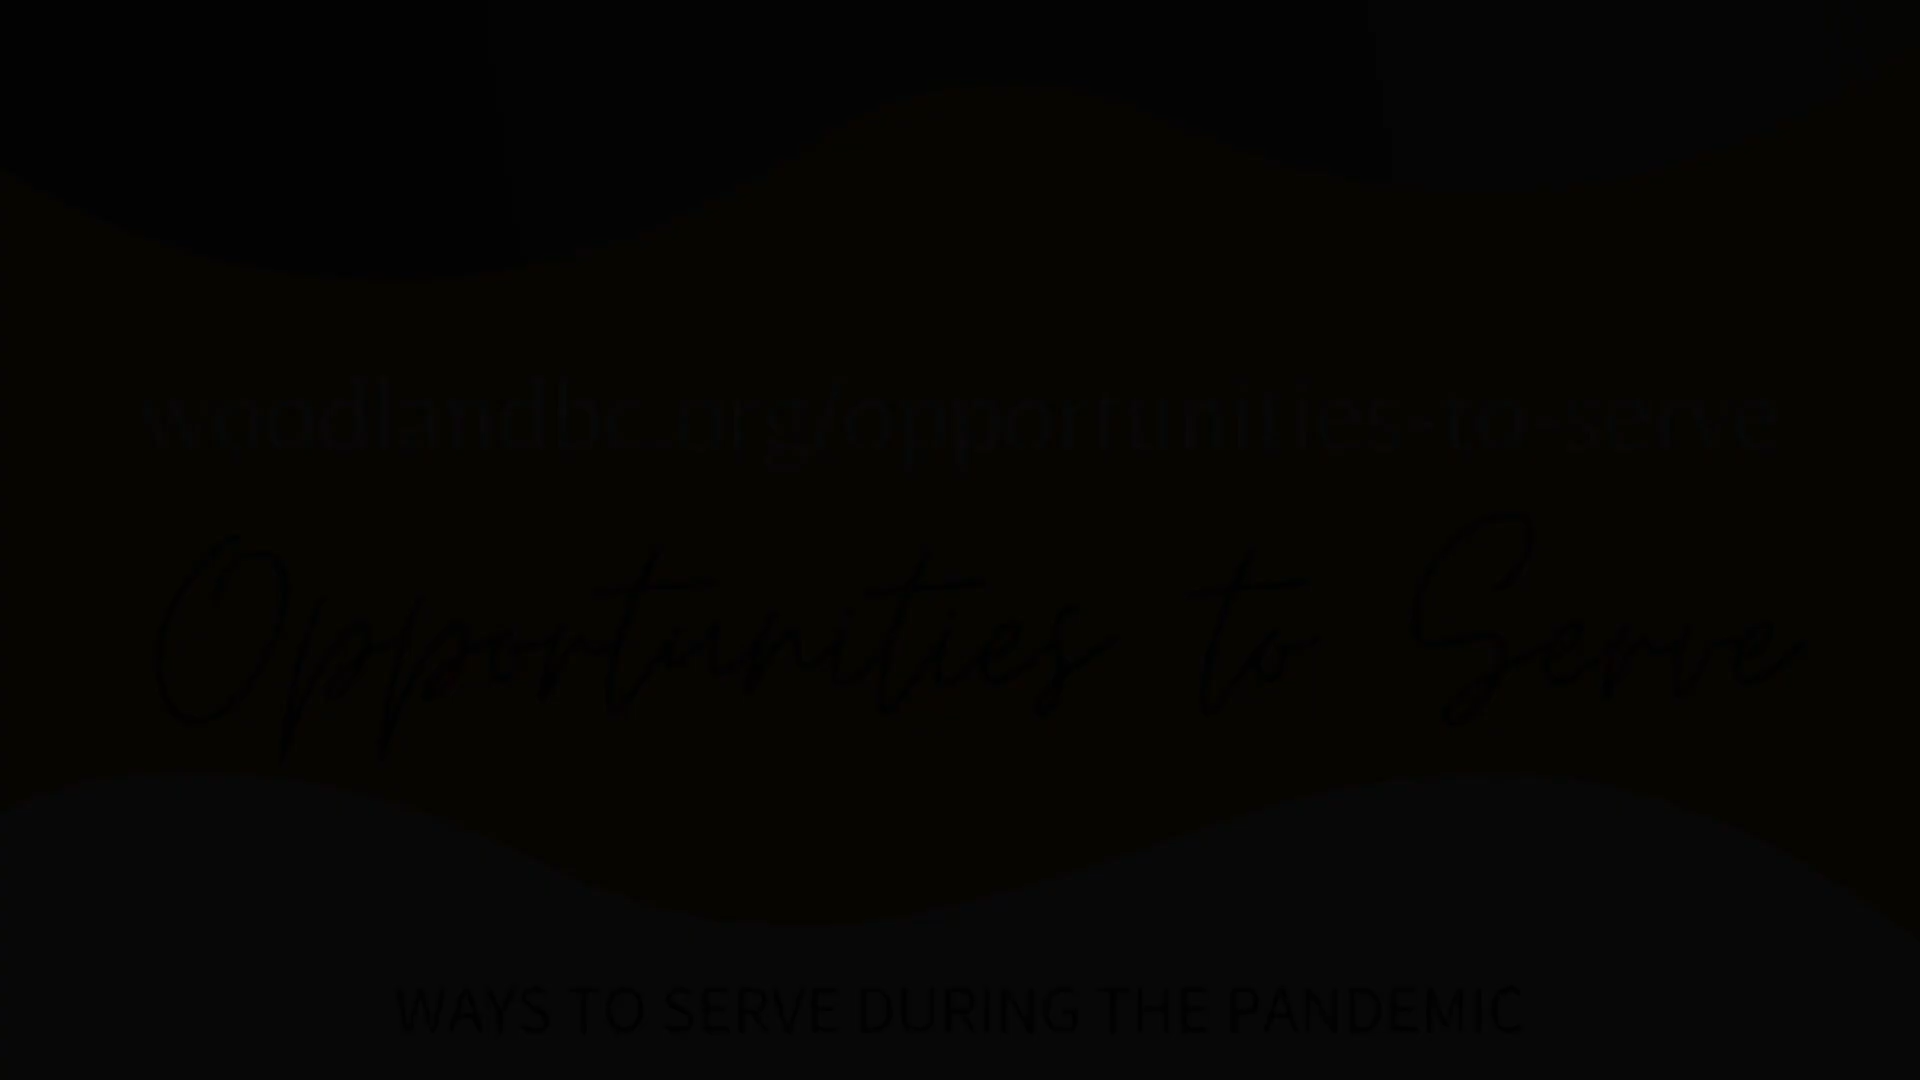 woodlandbc.org/opportunities-to-serve
Opportunities to Serve
WAYS TO SERVE DURING THE PANDEMIC